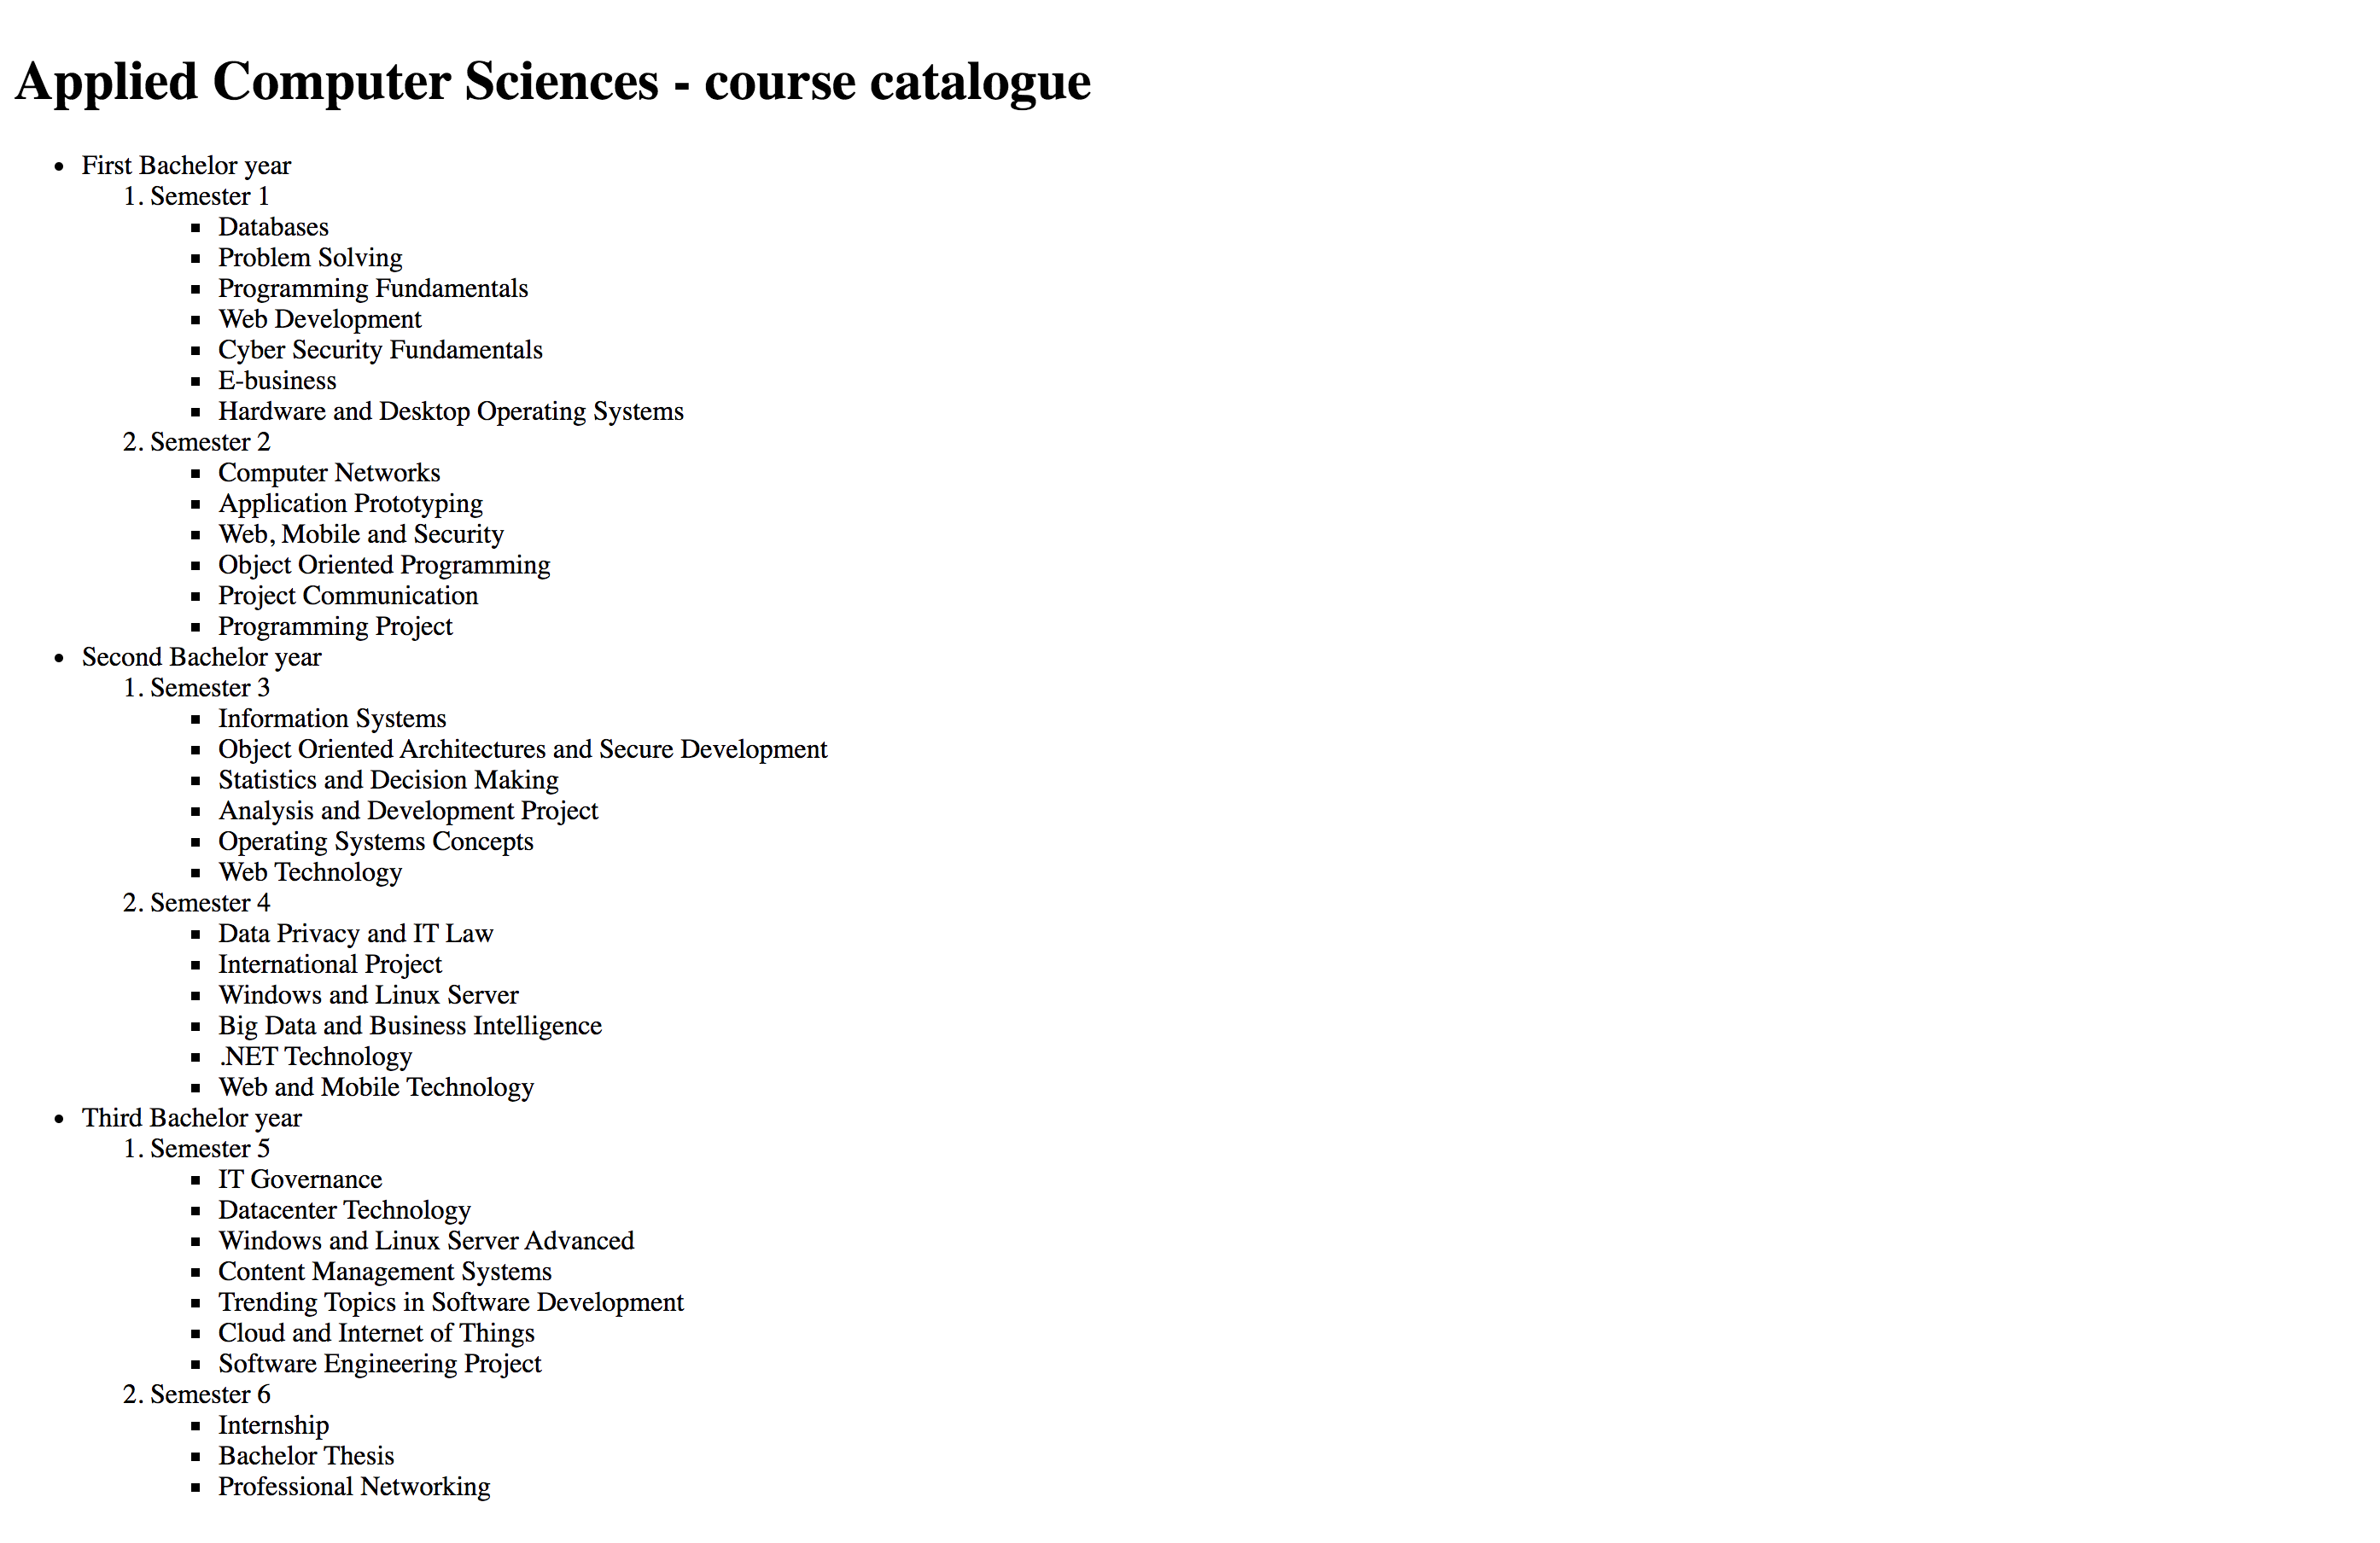 Applied Computer Sciences - course catalogue
• First Bachelor year
1. Semester 1
▪ Databases
▪ Problem Solving
▪ Programming Fundamentals
▪ Web Development
▪ Cyber Security Fundamentals
▪ E-business
▪ Hardware and Desktop Operating Systems
2. Semester 2
▪ Computer Networks
▪ Application Prototyping
▪ Web, Mobile and Security
▪ Object Oriented Programming
▪ Project Communication
▪ Programming Project
• Second Bachelor year
1. Semester 3
▪ Information Systems
▪ Object Oriented Architectures and Secure Development
▪ Statistics and Decision Making
▪ Analysis and Development Project
▪ Operating Systems Concepts
▪ Web Technology
2. Semester 4
▪ Data Privacy and IT Law
▪ International Project
▪ Windows and Linux Server
▪ Big Data and Business Intelligence
▪ .NET Technology
▪ Web and Mobile Technology
• Third Bachelor year
1. Semester 5
▪ IT Governance
▪ Datacenter Technology
▪ Windows and Linux Server Advanced
▪ Content Management Systems
▪ Trending Topics in Software Development
▪ Cloud and Internet of Things
▪ Software Engineering Project
2. Semester 6
▪ Internship
▪ Bachelor Thesis
▪ Professional Networking